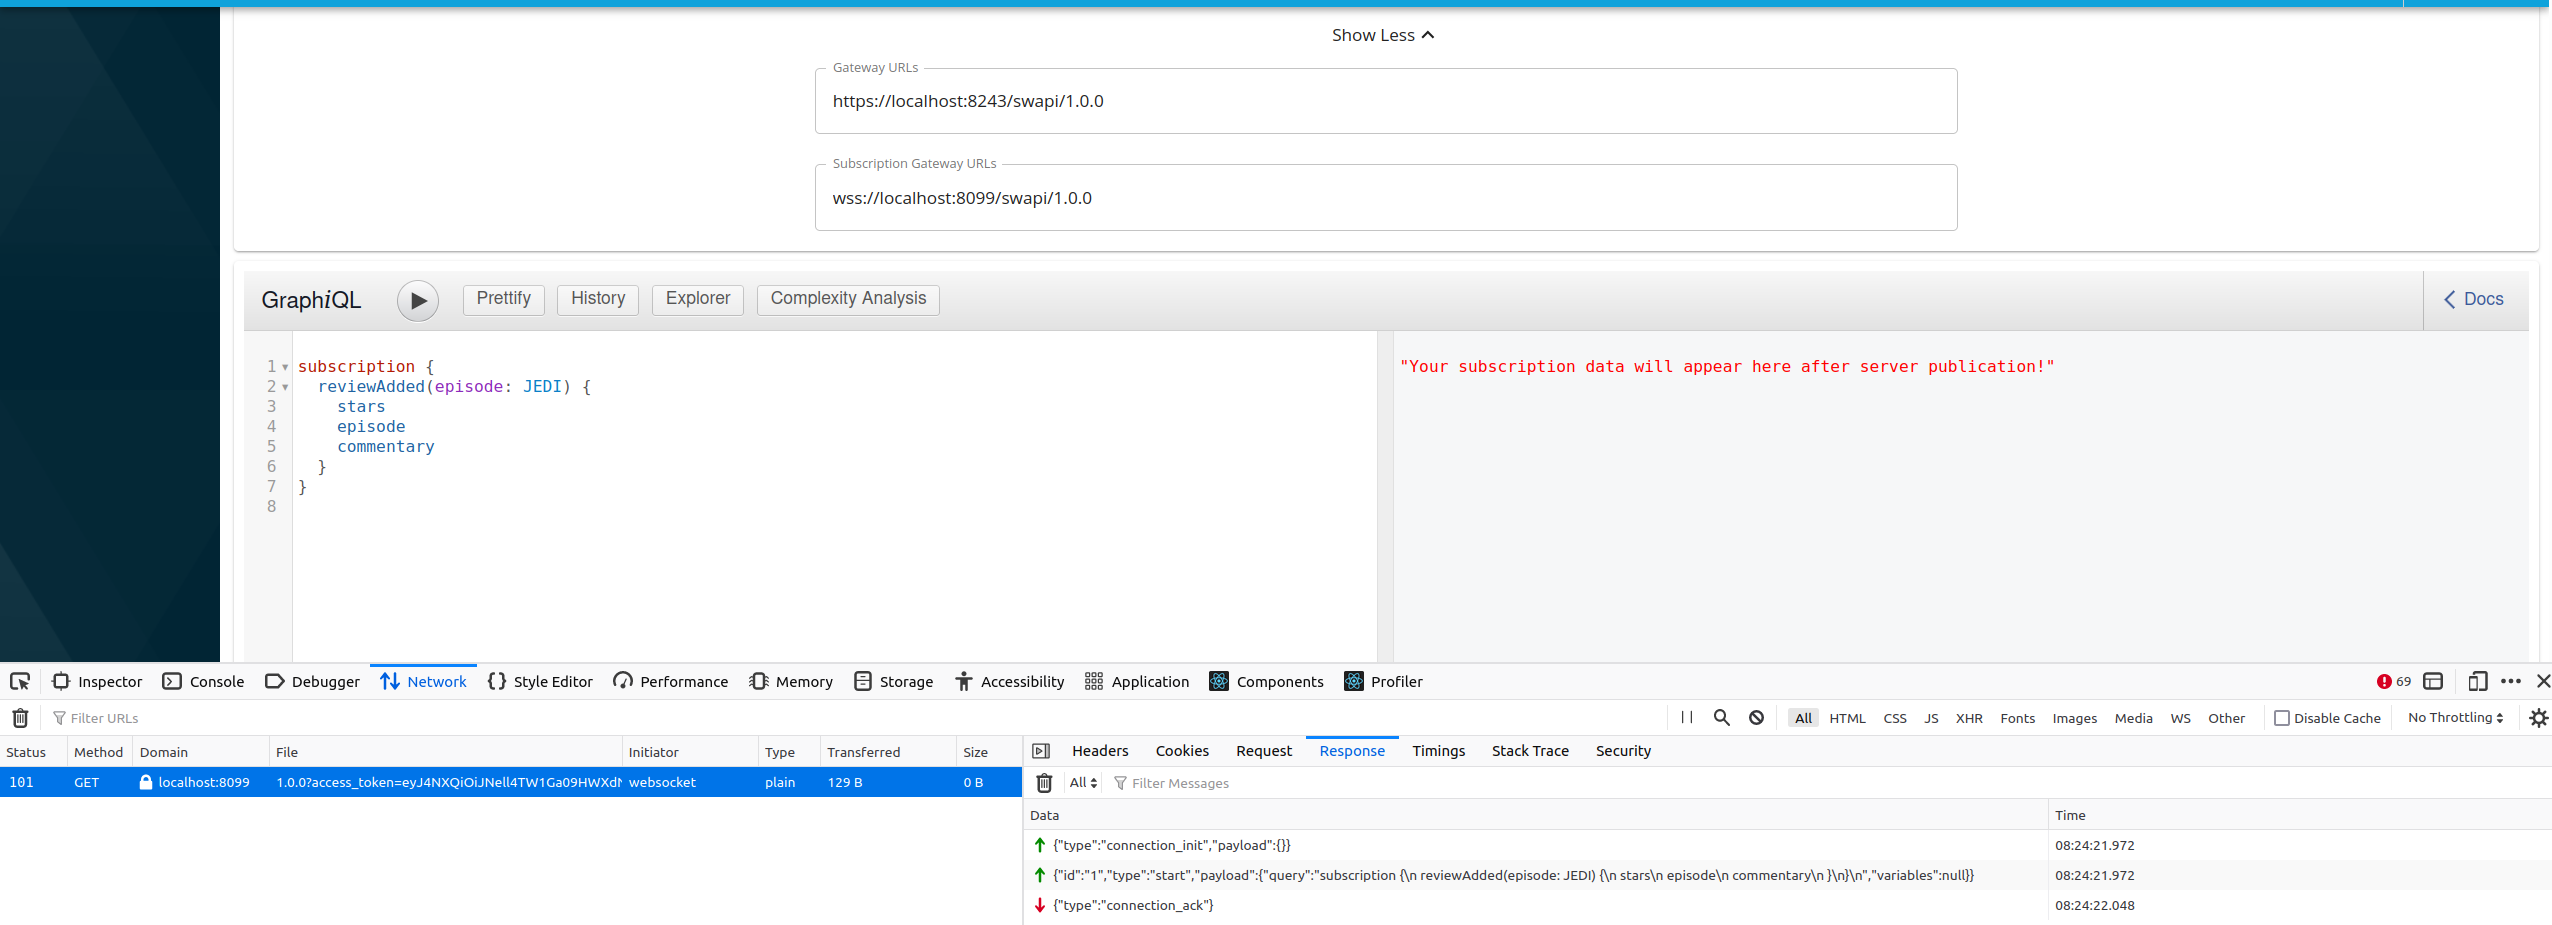 Show Less
Gateway URLs
https://localhost:8243/swapi/1.0.0
Subscription Gateway URLs
wss://localhost:8099/swapi/1.0.0
GraphiQL Prettify History Explorer Complexity Analysis Docs
1 subscription {
2 reviewAdded(episode: JEDI) {
3 stars
4 episode
5 commentary
6 }
7 }
8
"Your subscription data will appear here after server publication!"
Inspector Console Debugger Network Style Editor Performance Memory Storage Accessibility Application Components Profiler 69
Filter URLs All HTML CSS JS XHR Fonts Images Media WS Other Disable Cache No Throttling
Status Method Domain File Initiator Type Transferred Size
101 GET localhost:8099 1.0.0?access_token=eyJ4NXQiOiJNell4TW1Ga09HWXdN websocket plain 129 B 0 B
Headers Cookies Request Response Timings Stack Trace Security
All Filter Messages
Data Time
{"type":"connection_init","payload":{}} 08:24:21.972
{"id":"1","type":"start","payload":{"query":"subscription {\n reviewAdded(episode: JEDI) {\n stars\n episode\n commentary\n }\n}\n","variables":null}} 08:24:21.972
{"type":"connection_ack"} 08:24:22.048